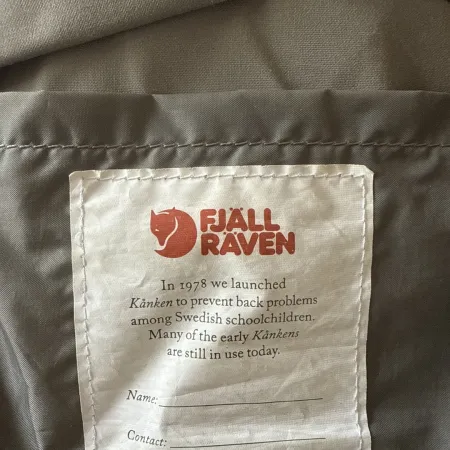 FJÄLL
RÄVEN
In 1978 we launched
Kånken to prevent back problems
among Swedish schoolchildren.
Many of the early Kånkens
are still in use today.
Name:
Contact: